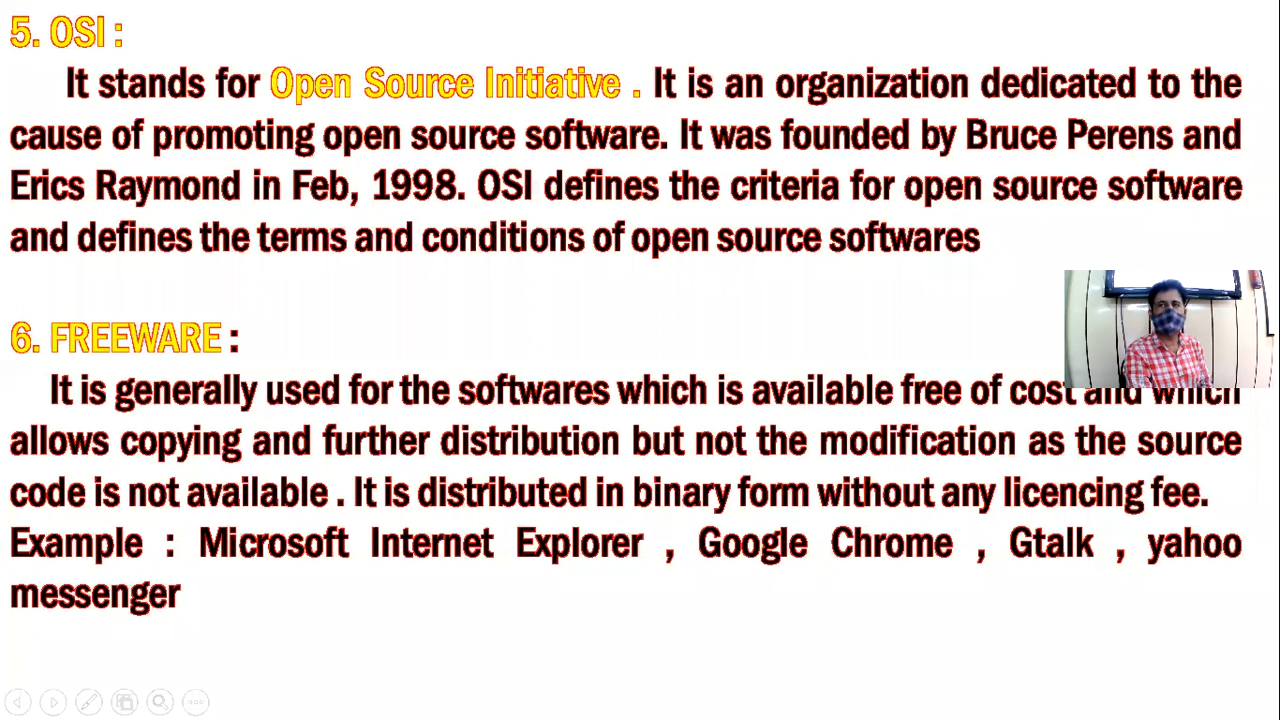 5. OSI :
It stands for Open Source Initiative . It is an organization dedicated to the
cause of promoting open source software. It was founded by Bruce Perens and
Erics Raymond in Feb, 1998. OSI defines the criteria for open source software
and defines the terms and conditions of open source softwares
6. FREEWARE :
It is generally used for the softwares which is available free of cost and which
allows copying and further distribution but not the modification as the source
code is not available . It is distributed in binary form without any licencing fee.
Example : Microsoft Internet Explorer , Google Chrome , Gtalk , yahoo
messenger